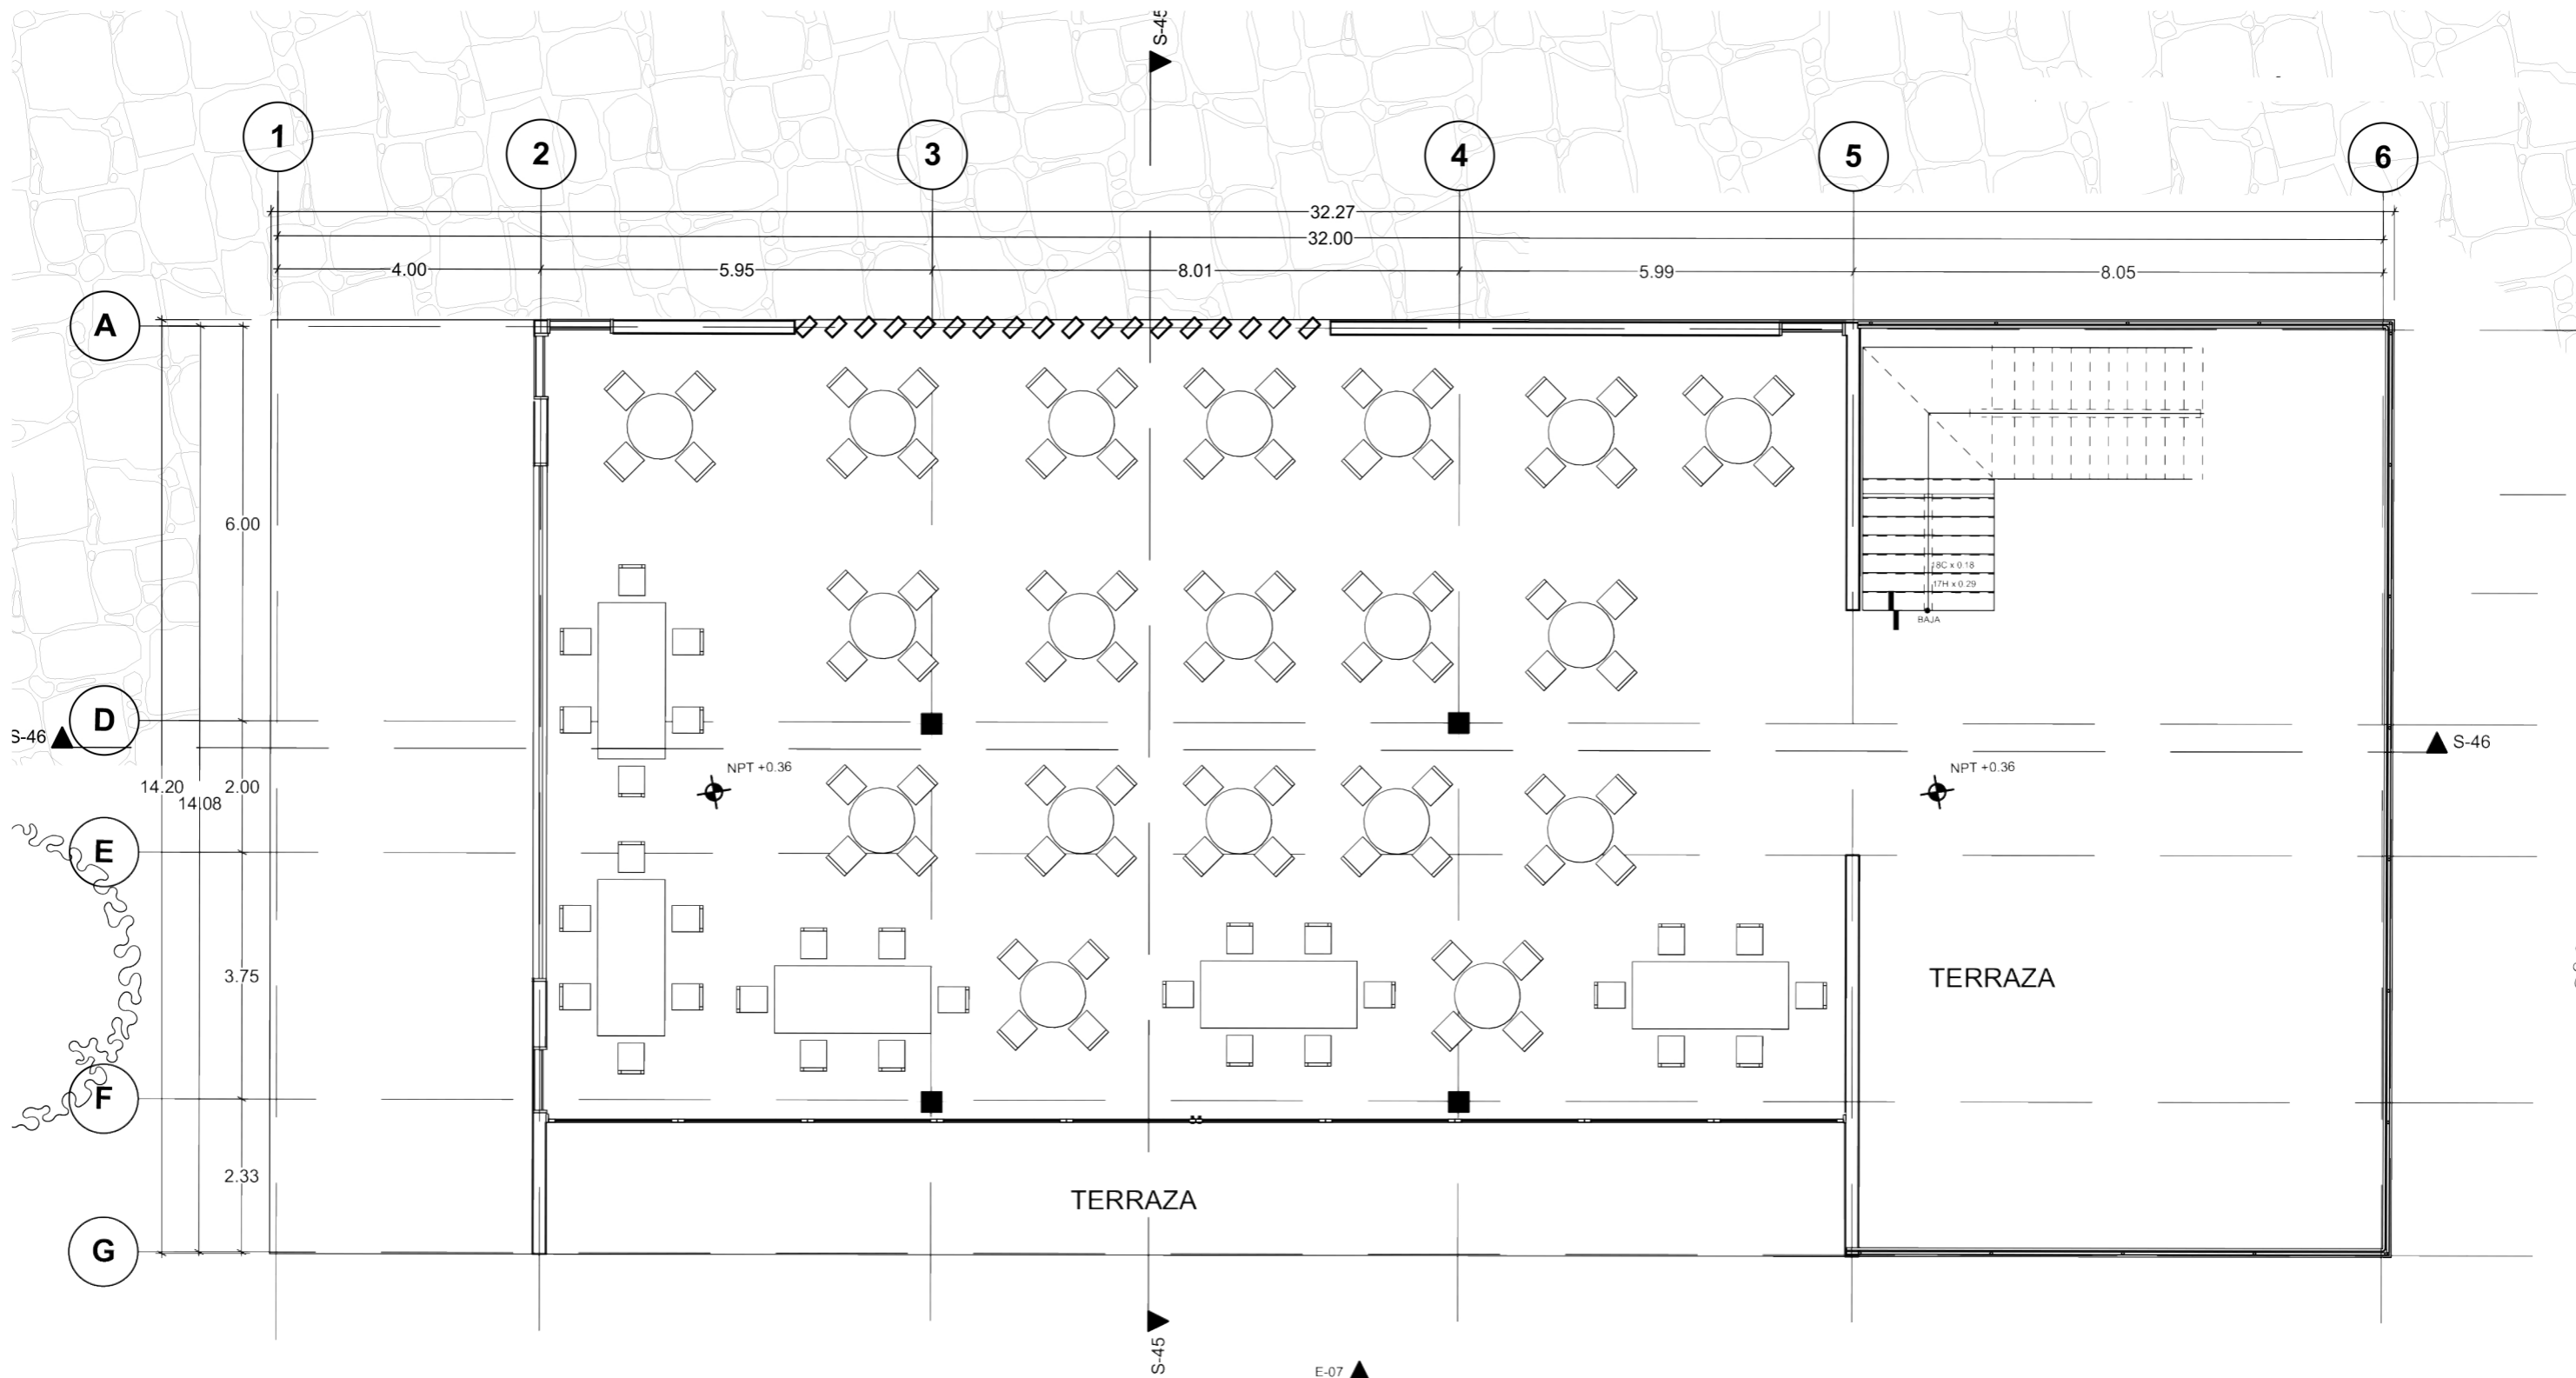 S-45
1
2
3
4
5
6
32.27
32.00
4.00
5.95
8.01
5.99
8.05
A
6.00
18C x 0.18
17H x 0.29
BAJA
D
S-46
S-46
NPT +0.36
NPT +0.36
14.20
14.08
2.00
E
3.75
TERRAZA
F
2.33
TERRAZA
G
S-45
E-07